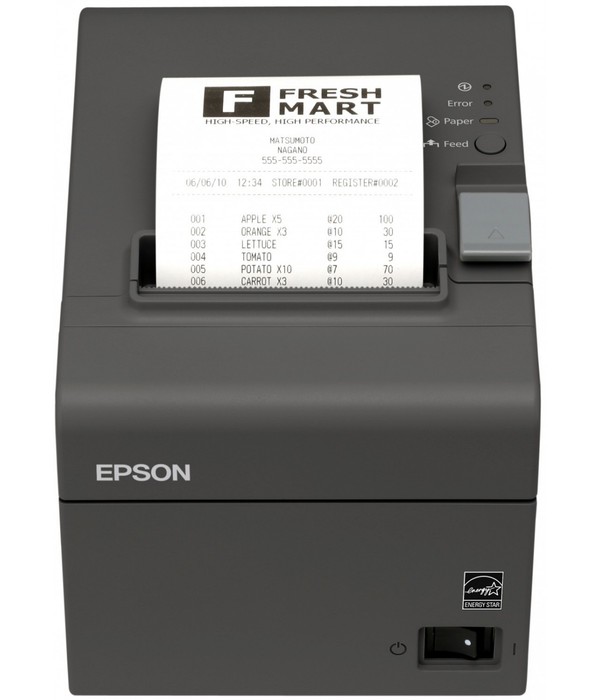 F FRESH
MART
HIGH-SPEED, HIGH PERFORMANCE
MATSUMOTO
NAGANO
555-555-5555
06/06/10 12:34 STORE#0001 REGISTER#0002
001 APPLE X5 @20 100
002 ORANGE X3 @10 30
003 LETTUCE @15 15
004 TOMATO @9 9
005 POTATO X10 @7 70
006 CARROT X3 @10 30
Error
Paper
Feed
EPSON
energy
ENERGY STAR